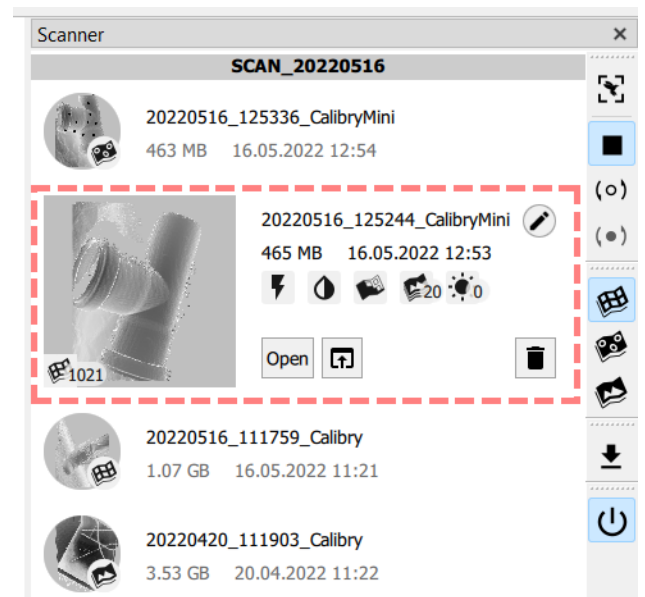 Scanner
SCAN_20220516
20220516_125336_CalibryMini
463 MB 16.05.2022 12:54
20220516_125244_CalibryMini
465 MB 16.05.2022 12:53
20 0
Open
1021
20220516_111759_Calibry
1.07 GB 16.05.2022 11:21
20220420_111903_Calibry
3.53 GB 20.04.2022 11:22